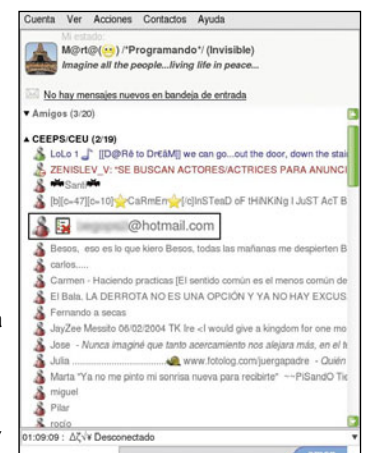 Cuenta Ver Acciones Contactos Ayuda
Mi estado:
M@rt@( ) /*Programando*/ (Invisible)
Imagine all the people...living life in peace...
No hay mensajes nuevos en bandeja de entrada
▼ Amigos (3/20)
▲ CEEPS/CEU (2/19)
LoLo 1 [[D@Rê to Dr€âM]] we can go...out the door, down the stai
ZENISLEV_V: "SE BUSCAN ACTORES/ACTRICES PARA ANUNCI
Santi
[b][c=47][c=10] CaRmEn [/c]InSTeaD oF tHiNKiNg I JuST AcT B
@hotmail.com
Besos, eso es lo que kiero Besos, todas las mañanas me despierten B
carlos.....
Carmen - Haciendo practicas [El sentido común es el menos común de
El Bala. LA DERROTA NO ES UNA OPCIÓN Y YA NO HAY EXCUS
Fernando a secas
JayZee Messito 06/02/2004 TK Ire <I would give a kingdom for one mo
Jose - Nunca imaginé que tanto acercamiento nos alejara más, en el t
Julia www.fotolog.com/juergapadre - Quién
Marta "Ya no me pinto mi sonrisa nueva para recibirte" ~~PiSandO Tie
miguel
Pilar
rocio
01:09:09 : Desconectado